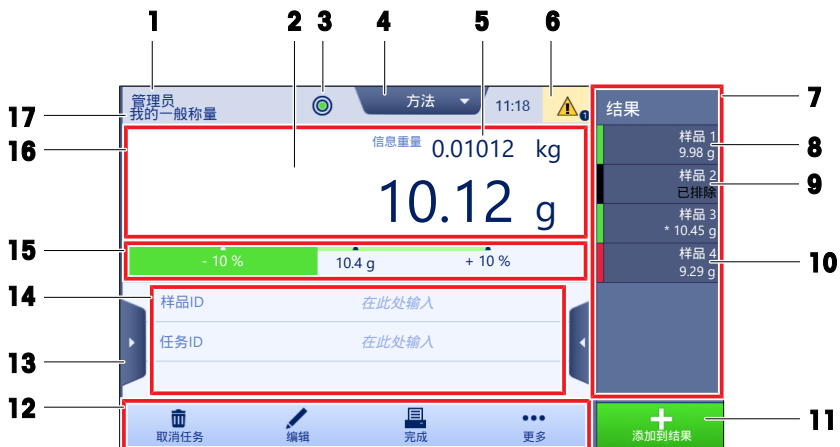 1
2
3
4
5
6
管理员
我的一般称量
方法
11:18
1
结果
7
17
16
信息重量 0.01012 kg
10.12 g
样品 1
9.98 g
8
样品 2
已排除
9
样品 3
* 10.45 g
样品 4
9.29 g
10
15
- 10 %
10.4 g
+ 10 %
14
样品ID
在此处输入
任务ID
在此处输入
13
12
取消任务
编辑
完成
更多
添加到结果
11